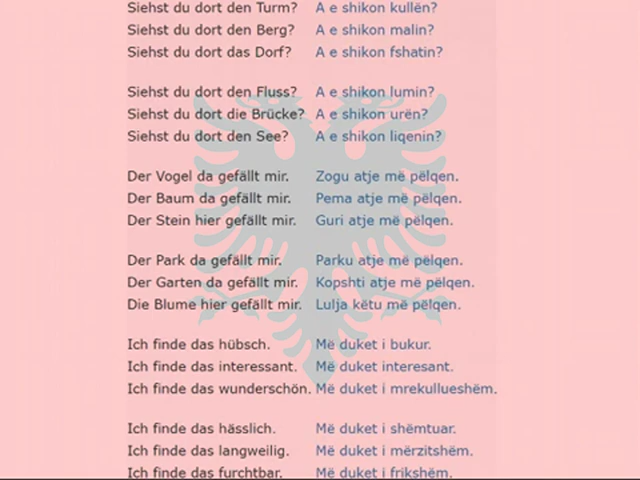 Siehst du dort den Turm? A e shikon kullën?
Siehst du dort den Berg? A e shikon malin?
Siehst du dort das Dorf? A e shikon fshatin?
Siehst du dort den Fluss? A e shikon lumin?
Siehst du dort die Brücke? A e shikon urën?
Siehst du dort den See? A e shikon liqenin?
Der Vogel da gefällt mir. Zogu atje më pëlqen.
Der Baum da gefällt mir. Pema atje më pëlqen.
Der Stein hier gefällt mir. Guri atje më pëlqen.
Der Park da gefällt mir. Parku atje më pëlqen.
Der Garten da gefällt mir. Kopshti atje më pëlqen.
Die Blume hier gefällt mir. Lulja këtu më pëlqen.
Ich finde das hübsch. Më duket i bukur.
Ich finde das interessant. Më duket interesant.
Ich finde das wunderschön. Më duket i mrekullueshëm.
Ich finde das hässlich. Më duket i shëmtuar.
Ich finde das langweilig. Më duket i mërzitshëm.
Ich finde das furchtbar. Më duket i frikshëm.